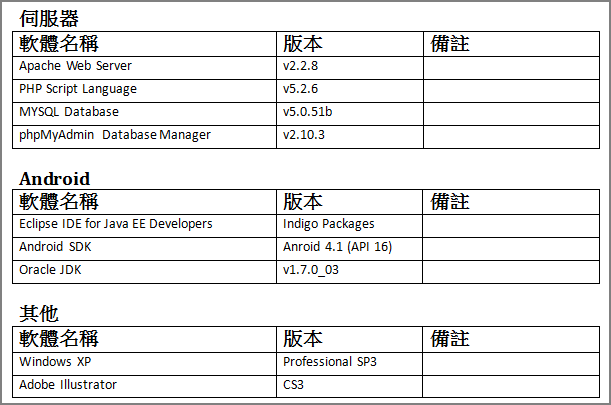 伺服器
軟體名稱 版本 備註
Apache Web Server v2.2.8
PHP Script Language v5.2.6
MYSQL Database v5.0.51b
phpMyAdmin Database Manager v2.10.3
Android
軟體名稱 版本 備註
Eclipse IDE for Java EE Developers Indigo Packages
Android SDK Anroid 4.1 (API 16)
Oracle JDK v1.7.0_03
其他
軟體名稱 版本 備註
Windows XP Professional SP3
Adobe Illustrator CS3